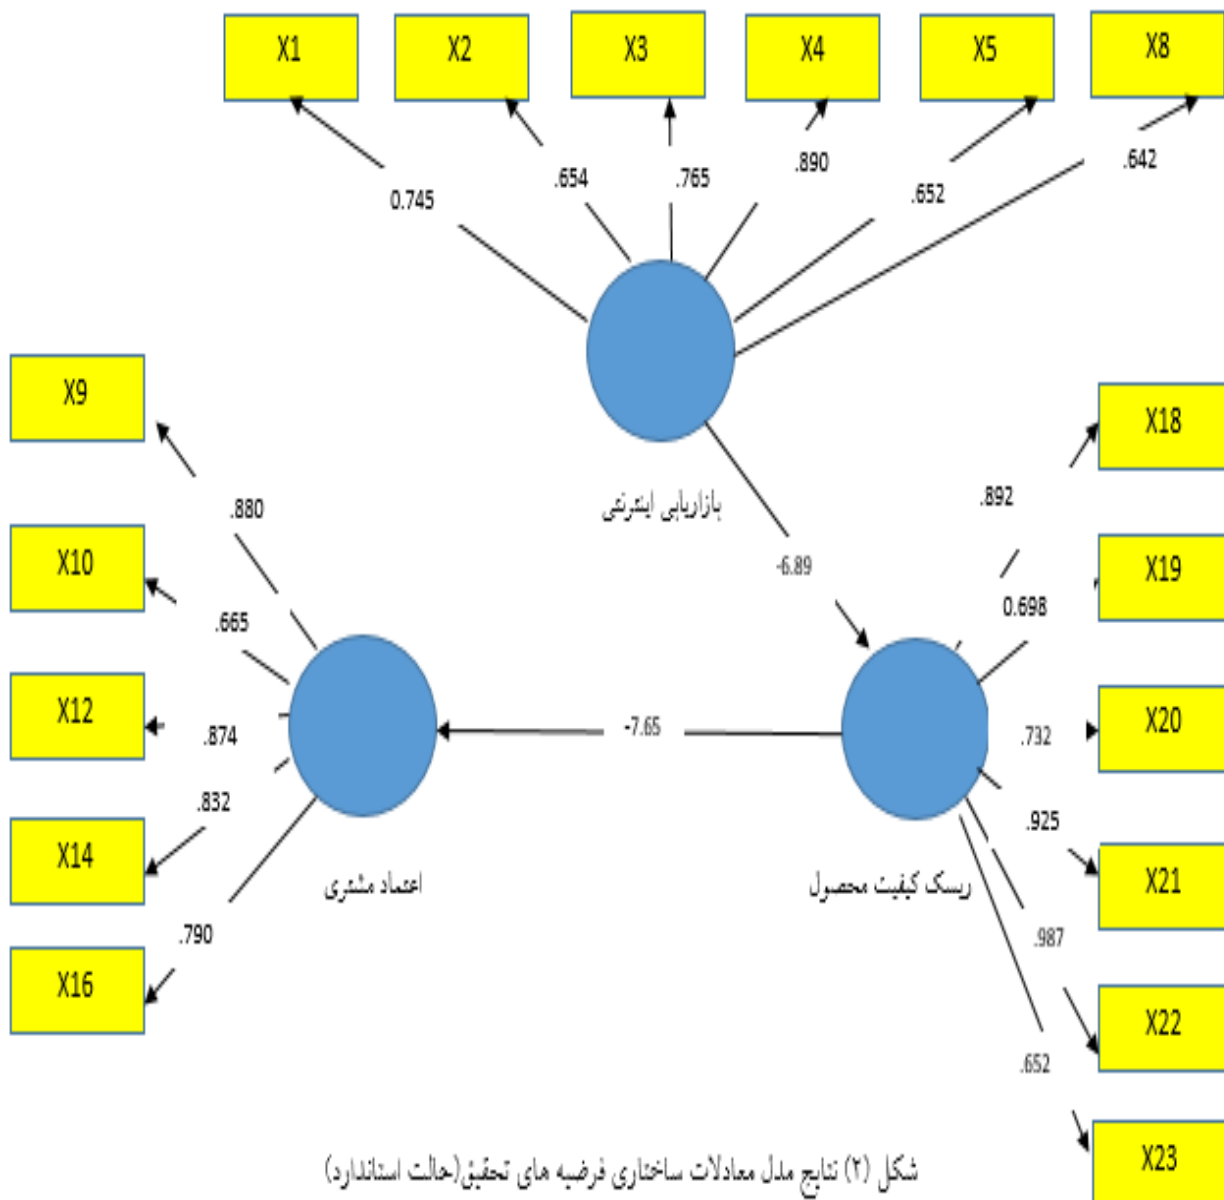 X1
X2
X3
X4
X5
X8
0.745
.654
.765
.890
.652
.642
X9
X10
X12
X14
X16
.880
.665
.874
.832
.790
بازاریابی اینترنتی
-6.89
-7.65
اعتماد مشتری
ریسک کیفیت محصول
.892
0.698
.732
.925
.987
.652
X18
X19
X20
X21
X22
X23
شکل (۲) نتایج مدل معادلات ساختاری فرضیه های تحقیق(حالت استاندارد)